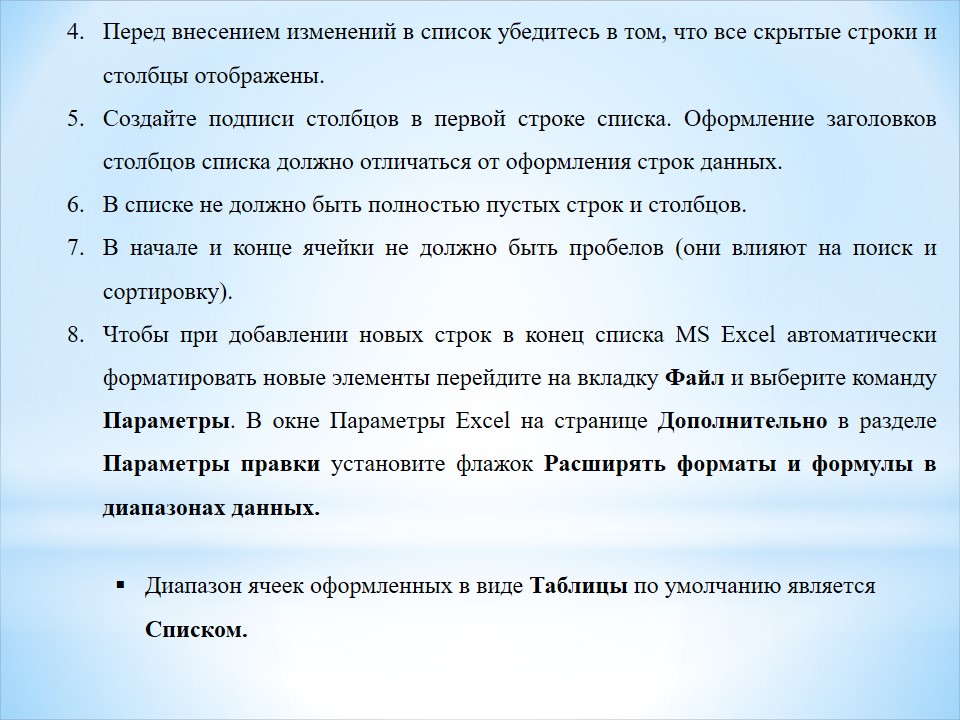 4. Перед внесением изменений в список убедитесь в том, что все скрытые строки и
столбцы отображены.
5. Создайте подписи столбцов в первой строке списка. Оформление заголовков
столбцов списка должно отличаться от оформления строк данных.
6. В списке не должно быть полностью пустых строк и столбцов.
7. В начале и конце ячейки не должно быть пробелов (они влияют на поиск и
сортировку).
8. Чтобы при добавлении новых строк в конец списка MS Excel автоматически
форматировать новые элементы перейдите на вкладку Файл и выберите команду
Параметры. В окне Параметры Excel на странице Дополнительно в разделе
Параметры правки установите флажок Расширять форматы и формулы в
диапазонах данных.
▪ Диапазон ячеек оформленных в виде Таблицы по умолчанию является
Списком.